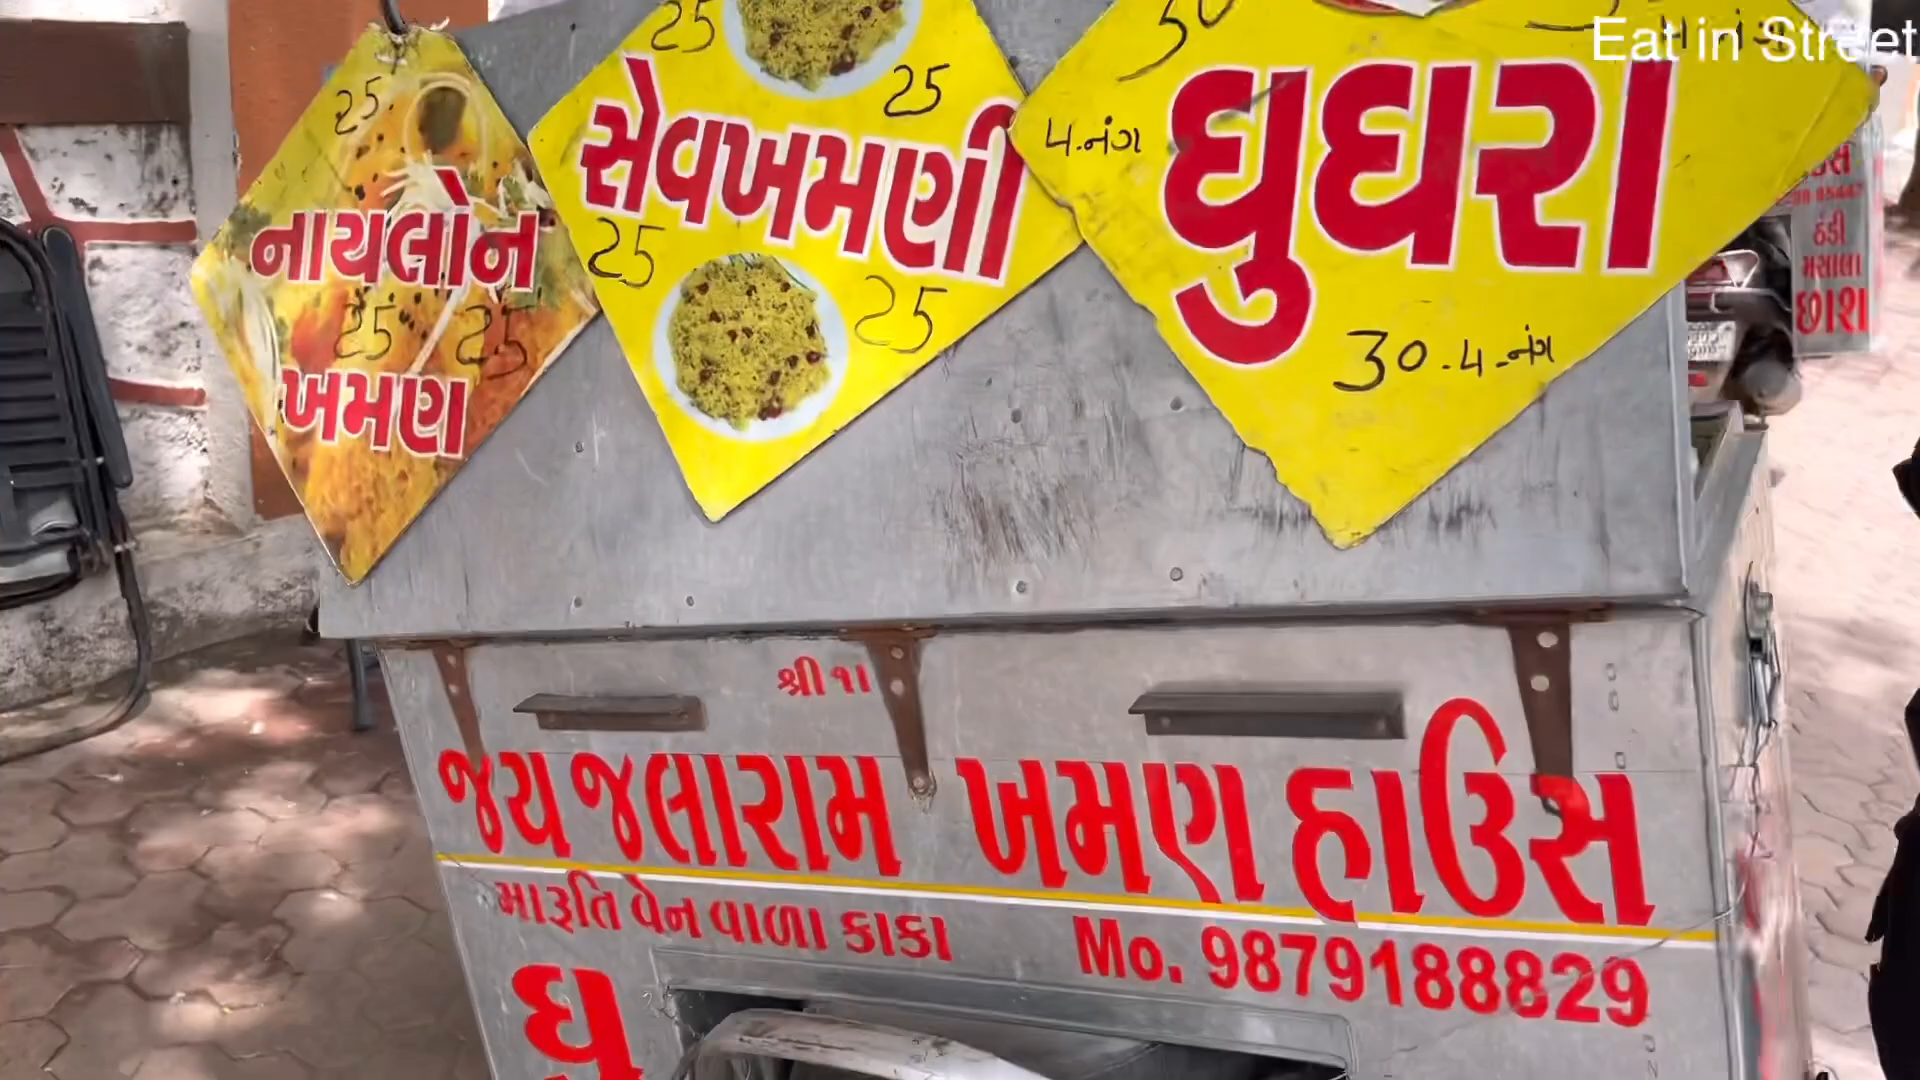 Eat in Street
25
નાયલોન
25 25
ખમણ
25
25
સેવખમણી
25
25
30
4.નંગ
ઘુઘરા
30.4.નંગ
ઠંડી
મસાલા
છાશ
શ્રી ૧ા
જય જલારામ ખમણ હાઉસ
મારૂતિ વેન વાળા કાકા
Mo. 9879188829
ઘુ